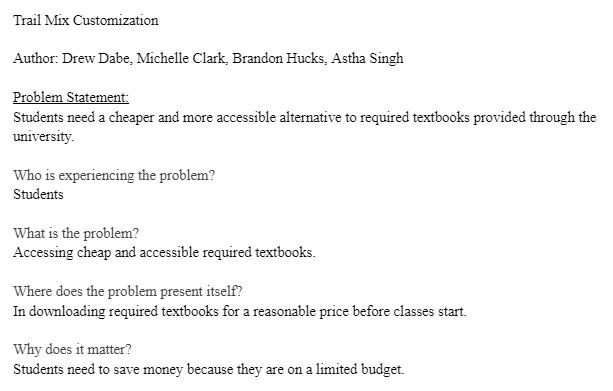 Trail Mix Customization
Author: Drew Dabe, Michelle Clark, Brandon Hucks, Astha Singh
Problem Statement:
Students need a cheaper and more accessible alternative to required textbooks provided through the
university.
Who is experiencing the problem?
Students
What is the problem?
Accessing cheap and accessible required textbooks.
Where does the problem present itself?
In downloading required textbooks for a reasonable price before classes start.
Why does it matter?
Students need to save money because they are on a limited budget.